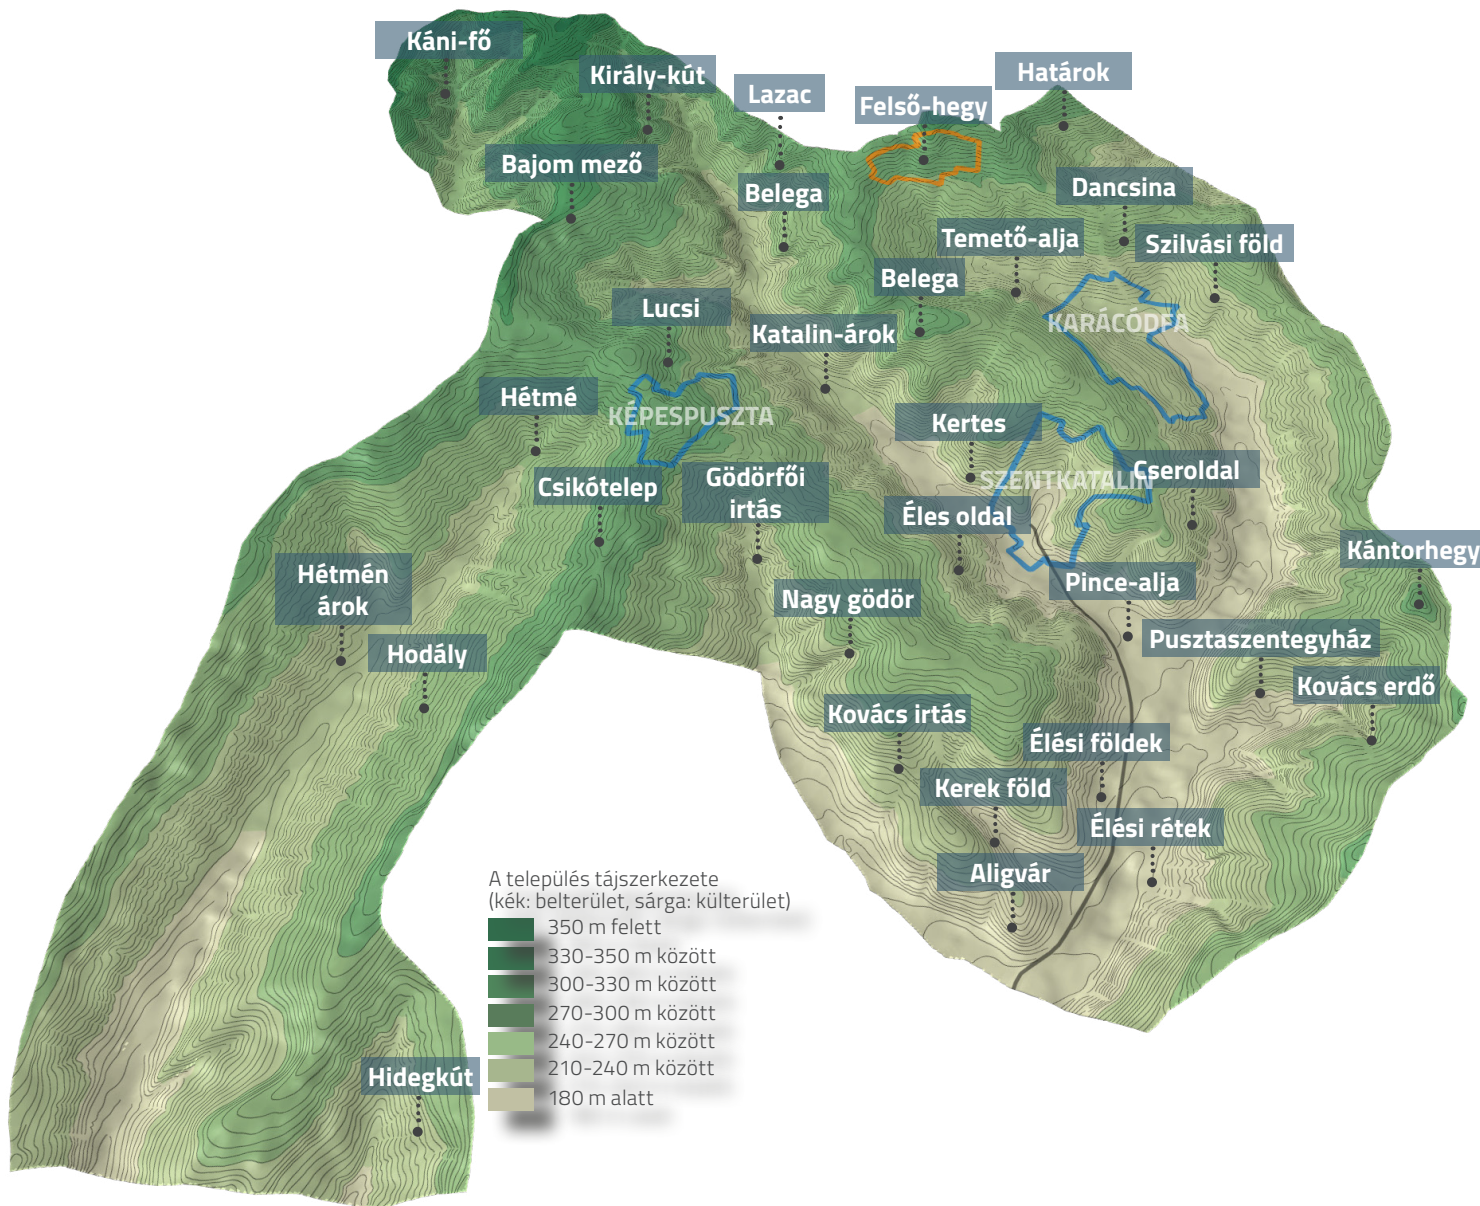 Káni-fő
Király-kút
Lazac
Felső-hegy
Határok
Bajom mező
Belega
Dancsina
Temető-alja
Szilvási föld
Belega
Lucsi
Katalin-árok
KARÁCODFA
Hétmé
KÉPESPUSZTA
Kertes
Csikótelep
Gödörfői
irtás
SZENTKATALIN
Cseroldal
Éles oldal
Kántorhegy
Hétmén
árok
Nagy gödör
Pince-alja
Hodály
Pusztaszentegyház
Kovács erdő
Kovács irtás
Élési földek
Kerek föld
Élési rétek
Aligvár
A település tájszerkezete
(kék: belterület, sárga: külterület)
350 m felett
330-350 m között
300-330 m között
270-300 m között
240-270 m között
210-240 m között
180 m alatt
Hidegkút